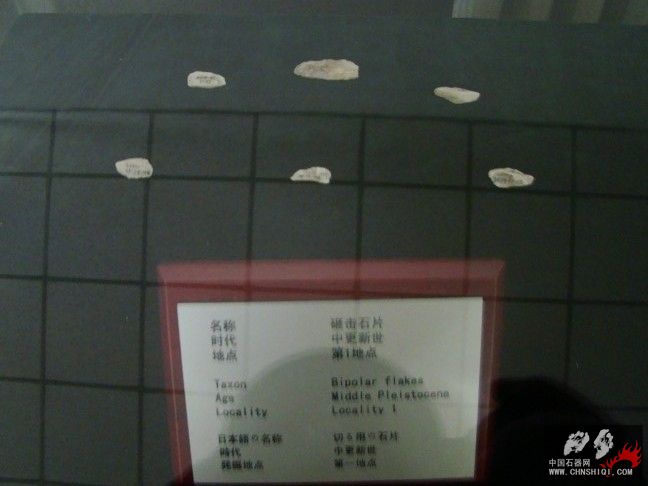 名称 砸击石片
时代 中更新世
地点 第1地点
Taxon Bipolar flakes
Age Middle Pleistocene
Locality Locality 1
日本語の名称 切る用の石片
時代 中更新世
発掘地点 第一地点
中国石器网
WWW.CHNSHIQI.COM